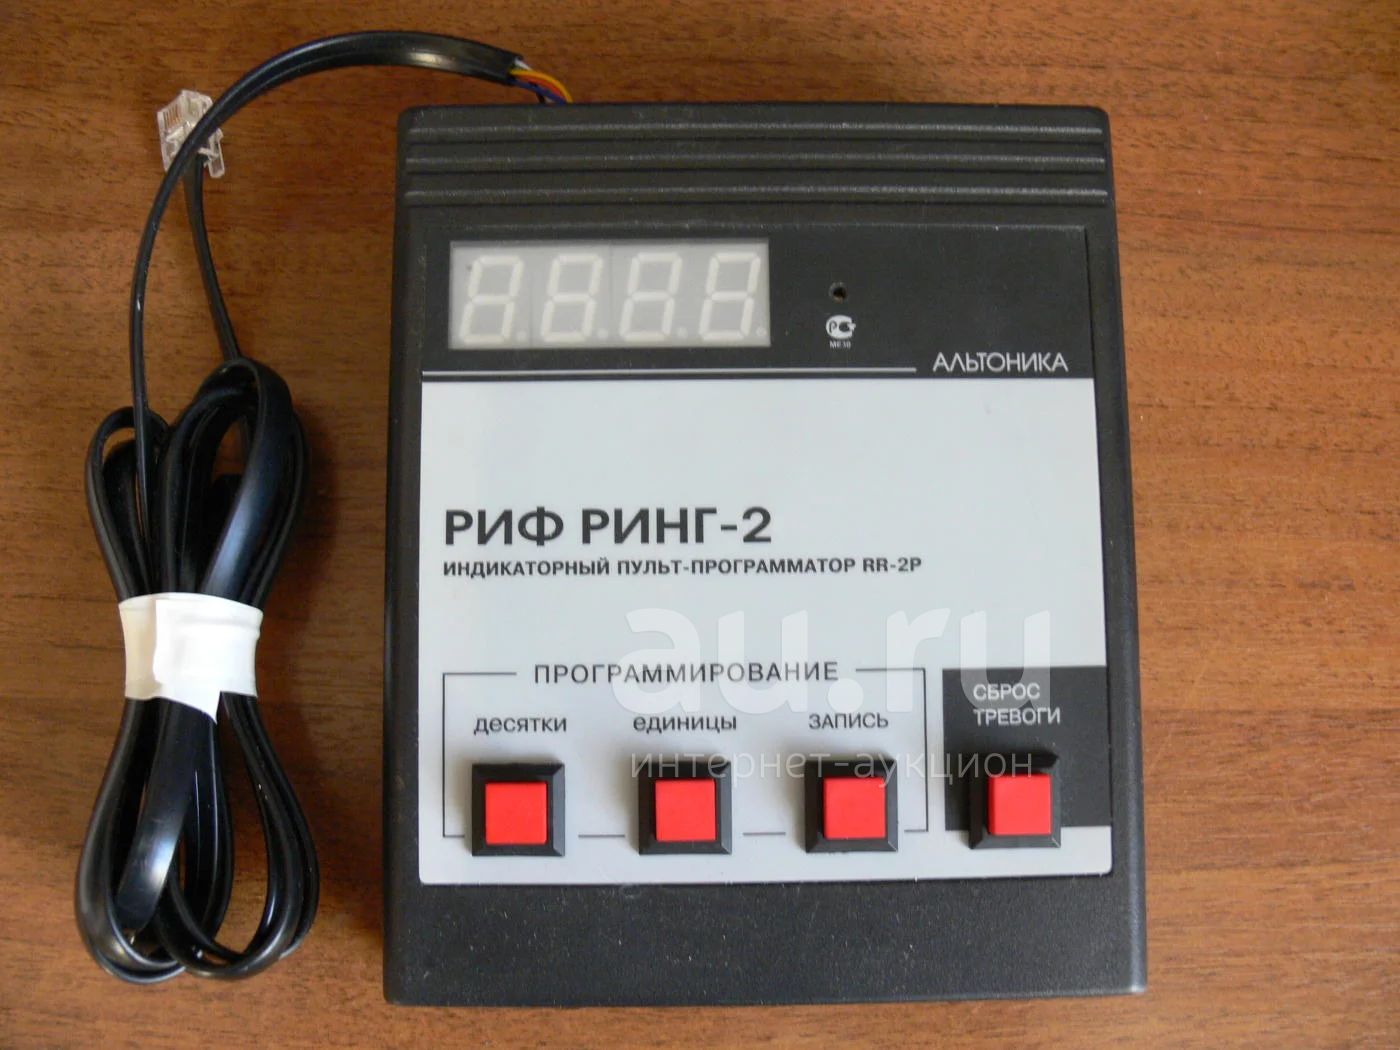 МЕ30
АЛЬТОНИКА
РИФ РИНГ-2
ИНДИКАТОРНЫЙ ПУЛЬТ-ПРОГРАММАТОР RR-2P
au.ru
ПРОГРАММИРОВАНИЕ
СБРОС
ТРЕВОГИ
десятки
единицы
ЗАПИСЬ
интернет-аукцион